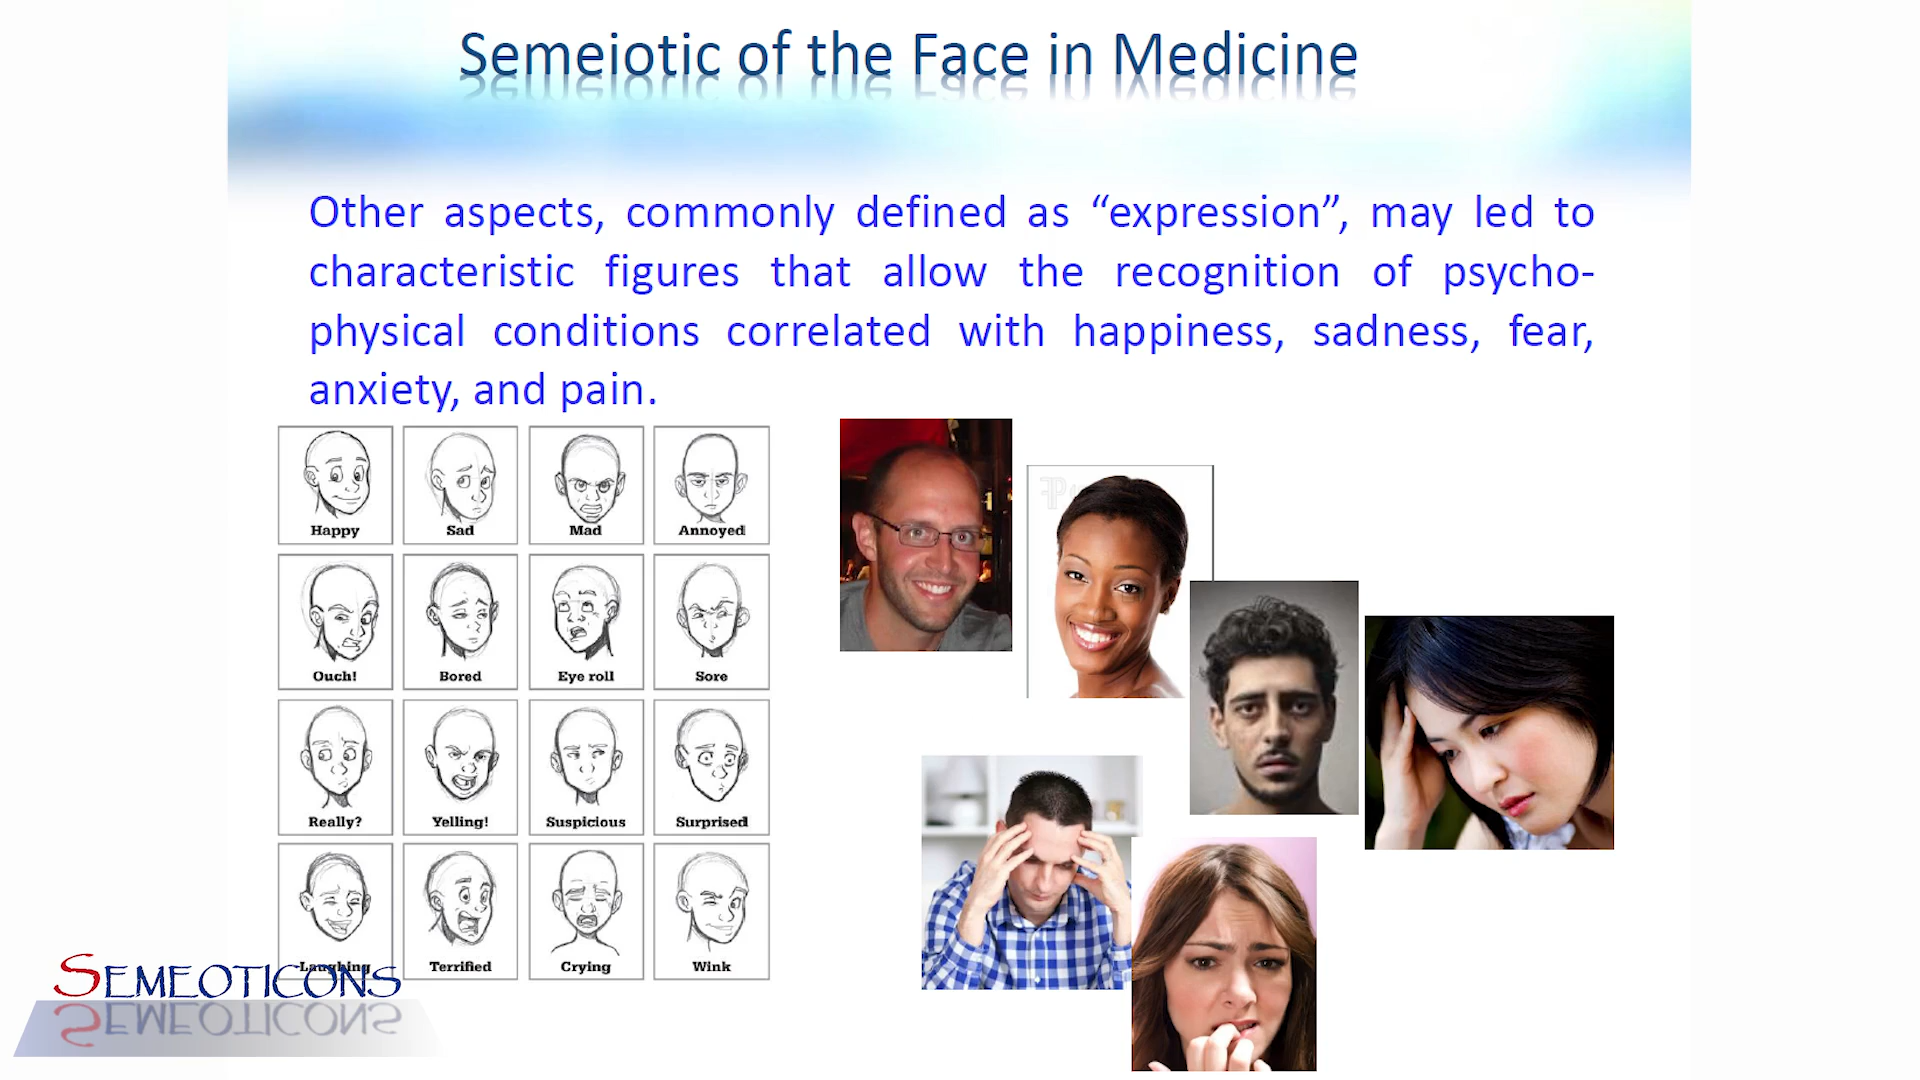 Semeiotic of the Face in Medicine
Other aspects, commonly defined as “expression”, may led to
characteristic figures that allow the recognition of psycho-
physical conditions correlated with happiness, sadness, fear,
anxiety, and pain.
Happy Sad Mad Annoyed
Ouch! Bored Eye roll Sore
Really? Yelling! Suspicious Surprised
Laughing Terrified Crying Wink
SEMEOTICONS